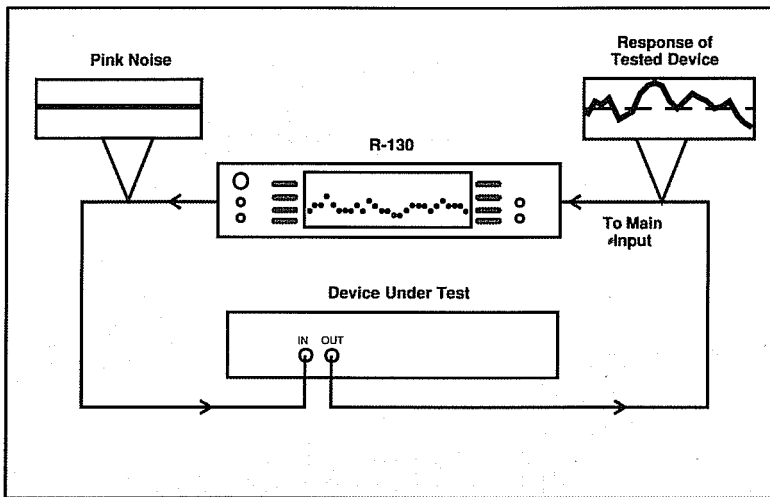 Pink Noise
Response of
Tested Device
R-130
To Main
Input
Device Under Test
IN OUT